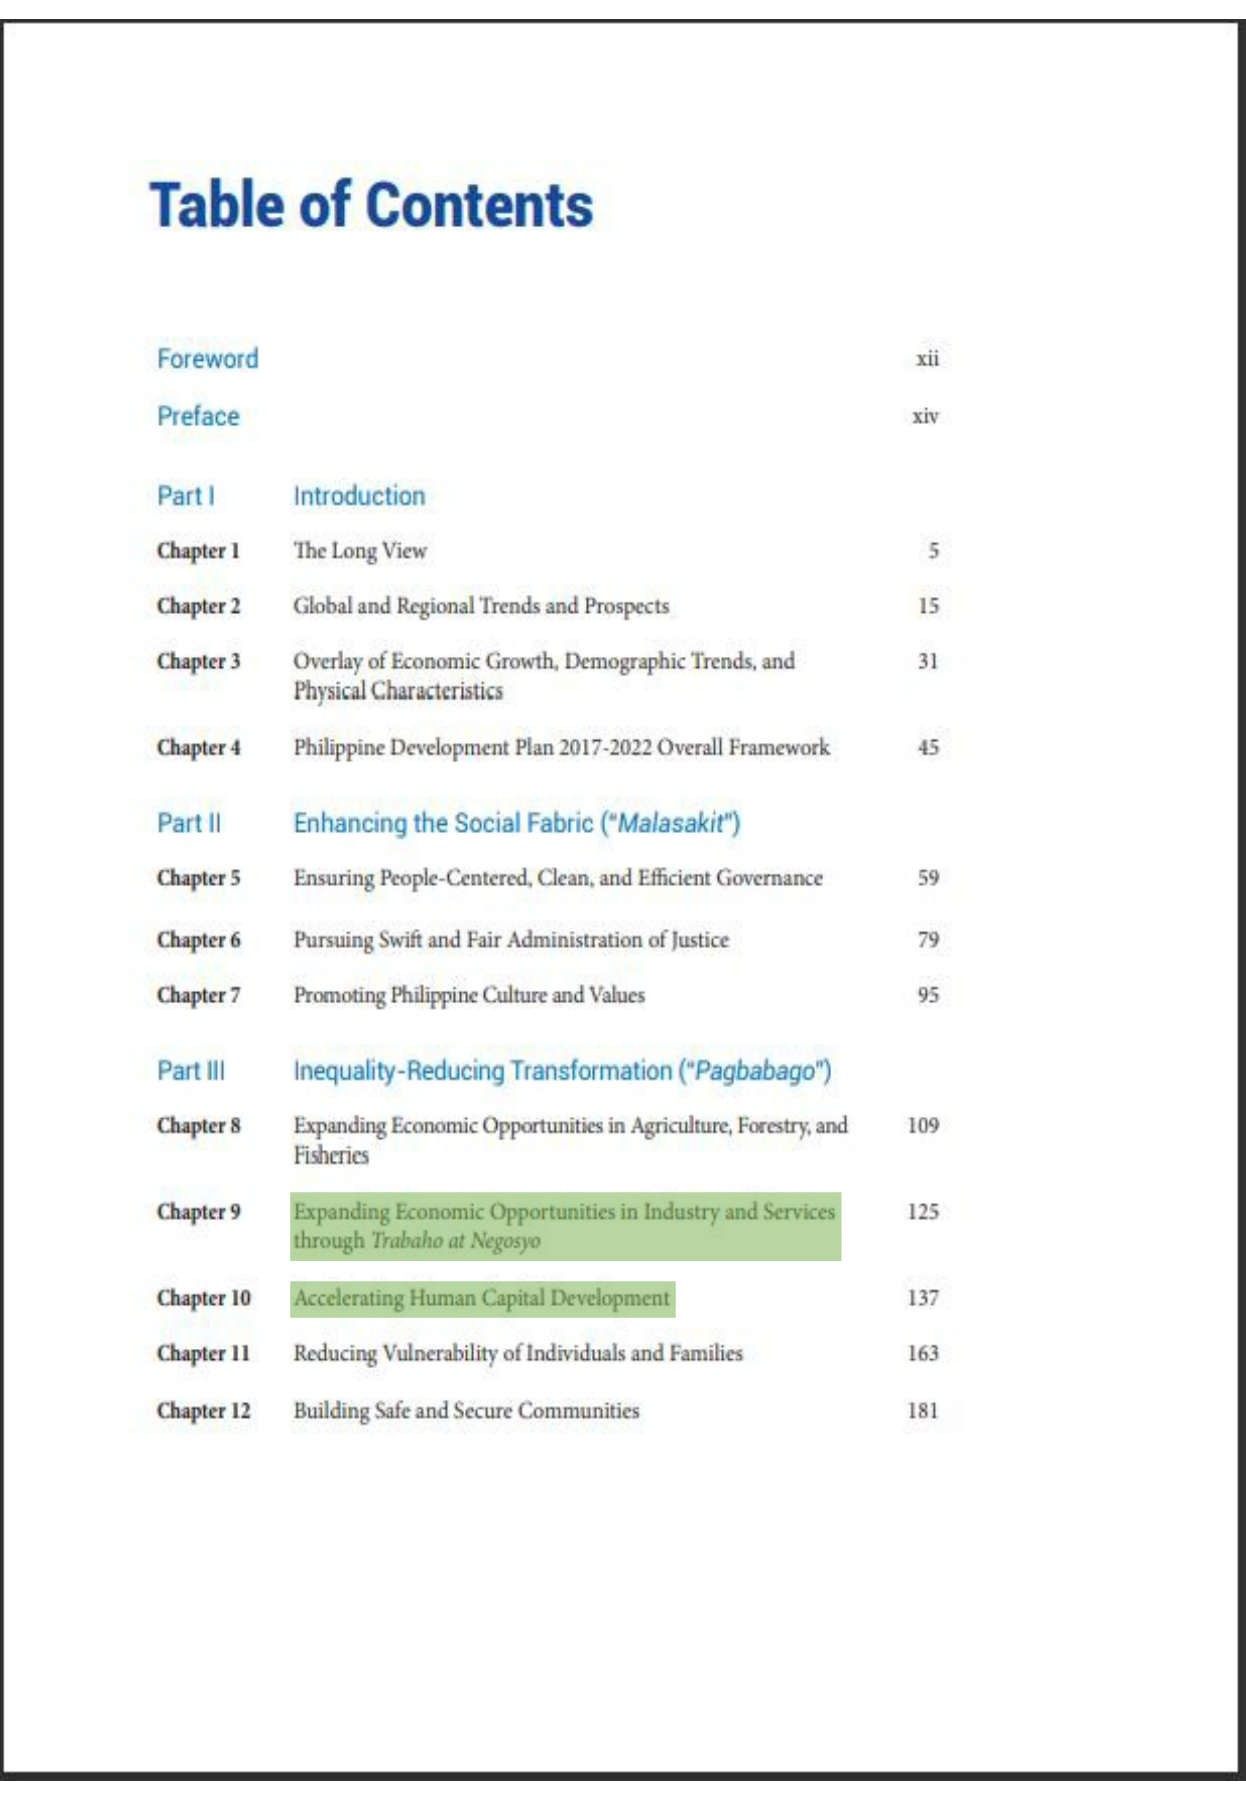 Table of Contents
Foreword xii
Preface xiv
Part I Introduction
Chapter 1 The Long View 5
Chapter 2 Global and Regional Trends and Prospects 15
Chapter 3 Overlay of Economic Growth, Demographic Trends, and 31
Physical Characteristics
Chapter 4 Philippine Development Plan 2017-2022 Overall Framework 45
Part II Enhancing the Social Fabric (“Malasakit”)
Chapter 5 Ensuring People-Centered, Clean, and Efficient Governance 59
Chapter 6 Pursuing Swift and Fair Administration of Justice 79
Chapter 7 Promoting Philippine Culture and Values 95
Part III Inequality-Reducing Transformation (“Pagbabago”)
Chapter 8 Expanding Economic Opportunities in Agriculture, Forestry, and 109
Fisheries
Chapter 9 Expanding Economic Opportunities in Industry and Services 125
through Trabaho at Negosyo
Chapter 10 Accelerating Human Capital Development 137
Chapter 11 Reducing Vulnerability of Individuals and Families 163
Chapter 12 Building Safe and Secure Communities 181